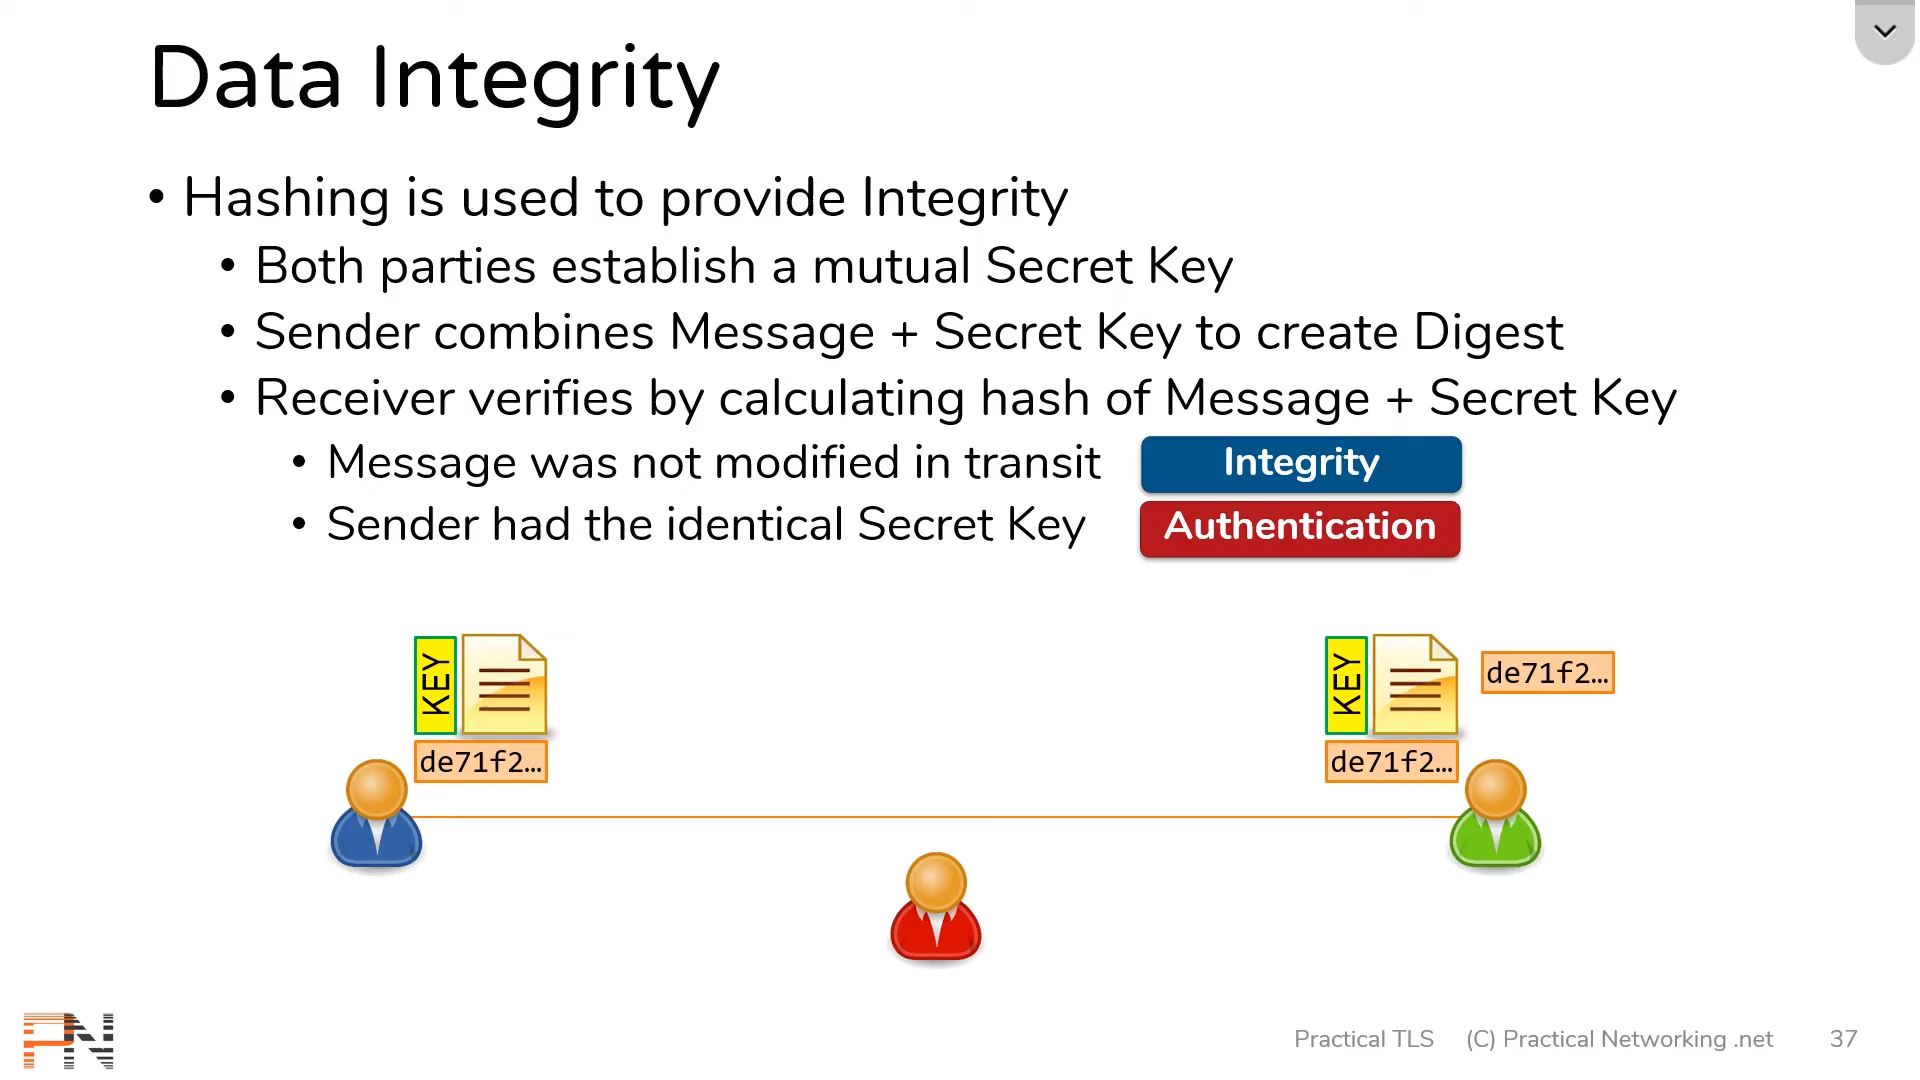 Data Integrity
• Hashing is used to provide Integrity
• Both parties establish a mutual Secret Key
• Sender combines Message + Secret Key to create Digest
• Receiver verifies by calculating hash of Message + Secret Key
• Message was not modified in transit Integrity
• Sender had the identical Secret Key Authentication
KEY
de71f2…
KEY
de71f2…
de71f2…
PN
Practical TLS (C) Practical Networking .net 37